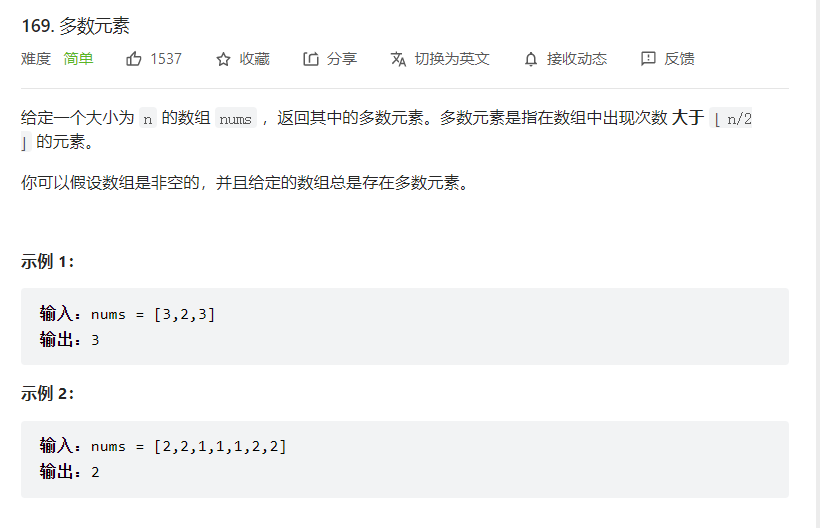 169. 多数元素
难度 简单 1537 收藏 分享 切换为英文 接收动态 反馈
给定一个大小为 n 的数组 nums ，返回其中的多数元素。多数元素是指在数组中出现次数 大于 ⌊ n/2
⌋ 的元素。
你可以假设数组是非空的，并且给定的数组总是存在多数元素。
示例 1：
输入：nums = [3,2,3]
输出：3
示例 2：
输入：nums = [2,2,1,1,1,2,2]
输出：2